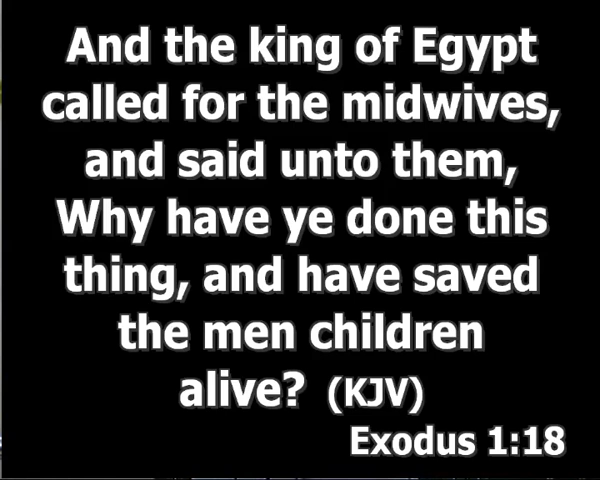 And the king of Egypt
called for the midwives,
and said unto them,
Why have ye done this
thing, and have saved
the men children
alive? (KJV)
Exodus 1:18